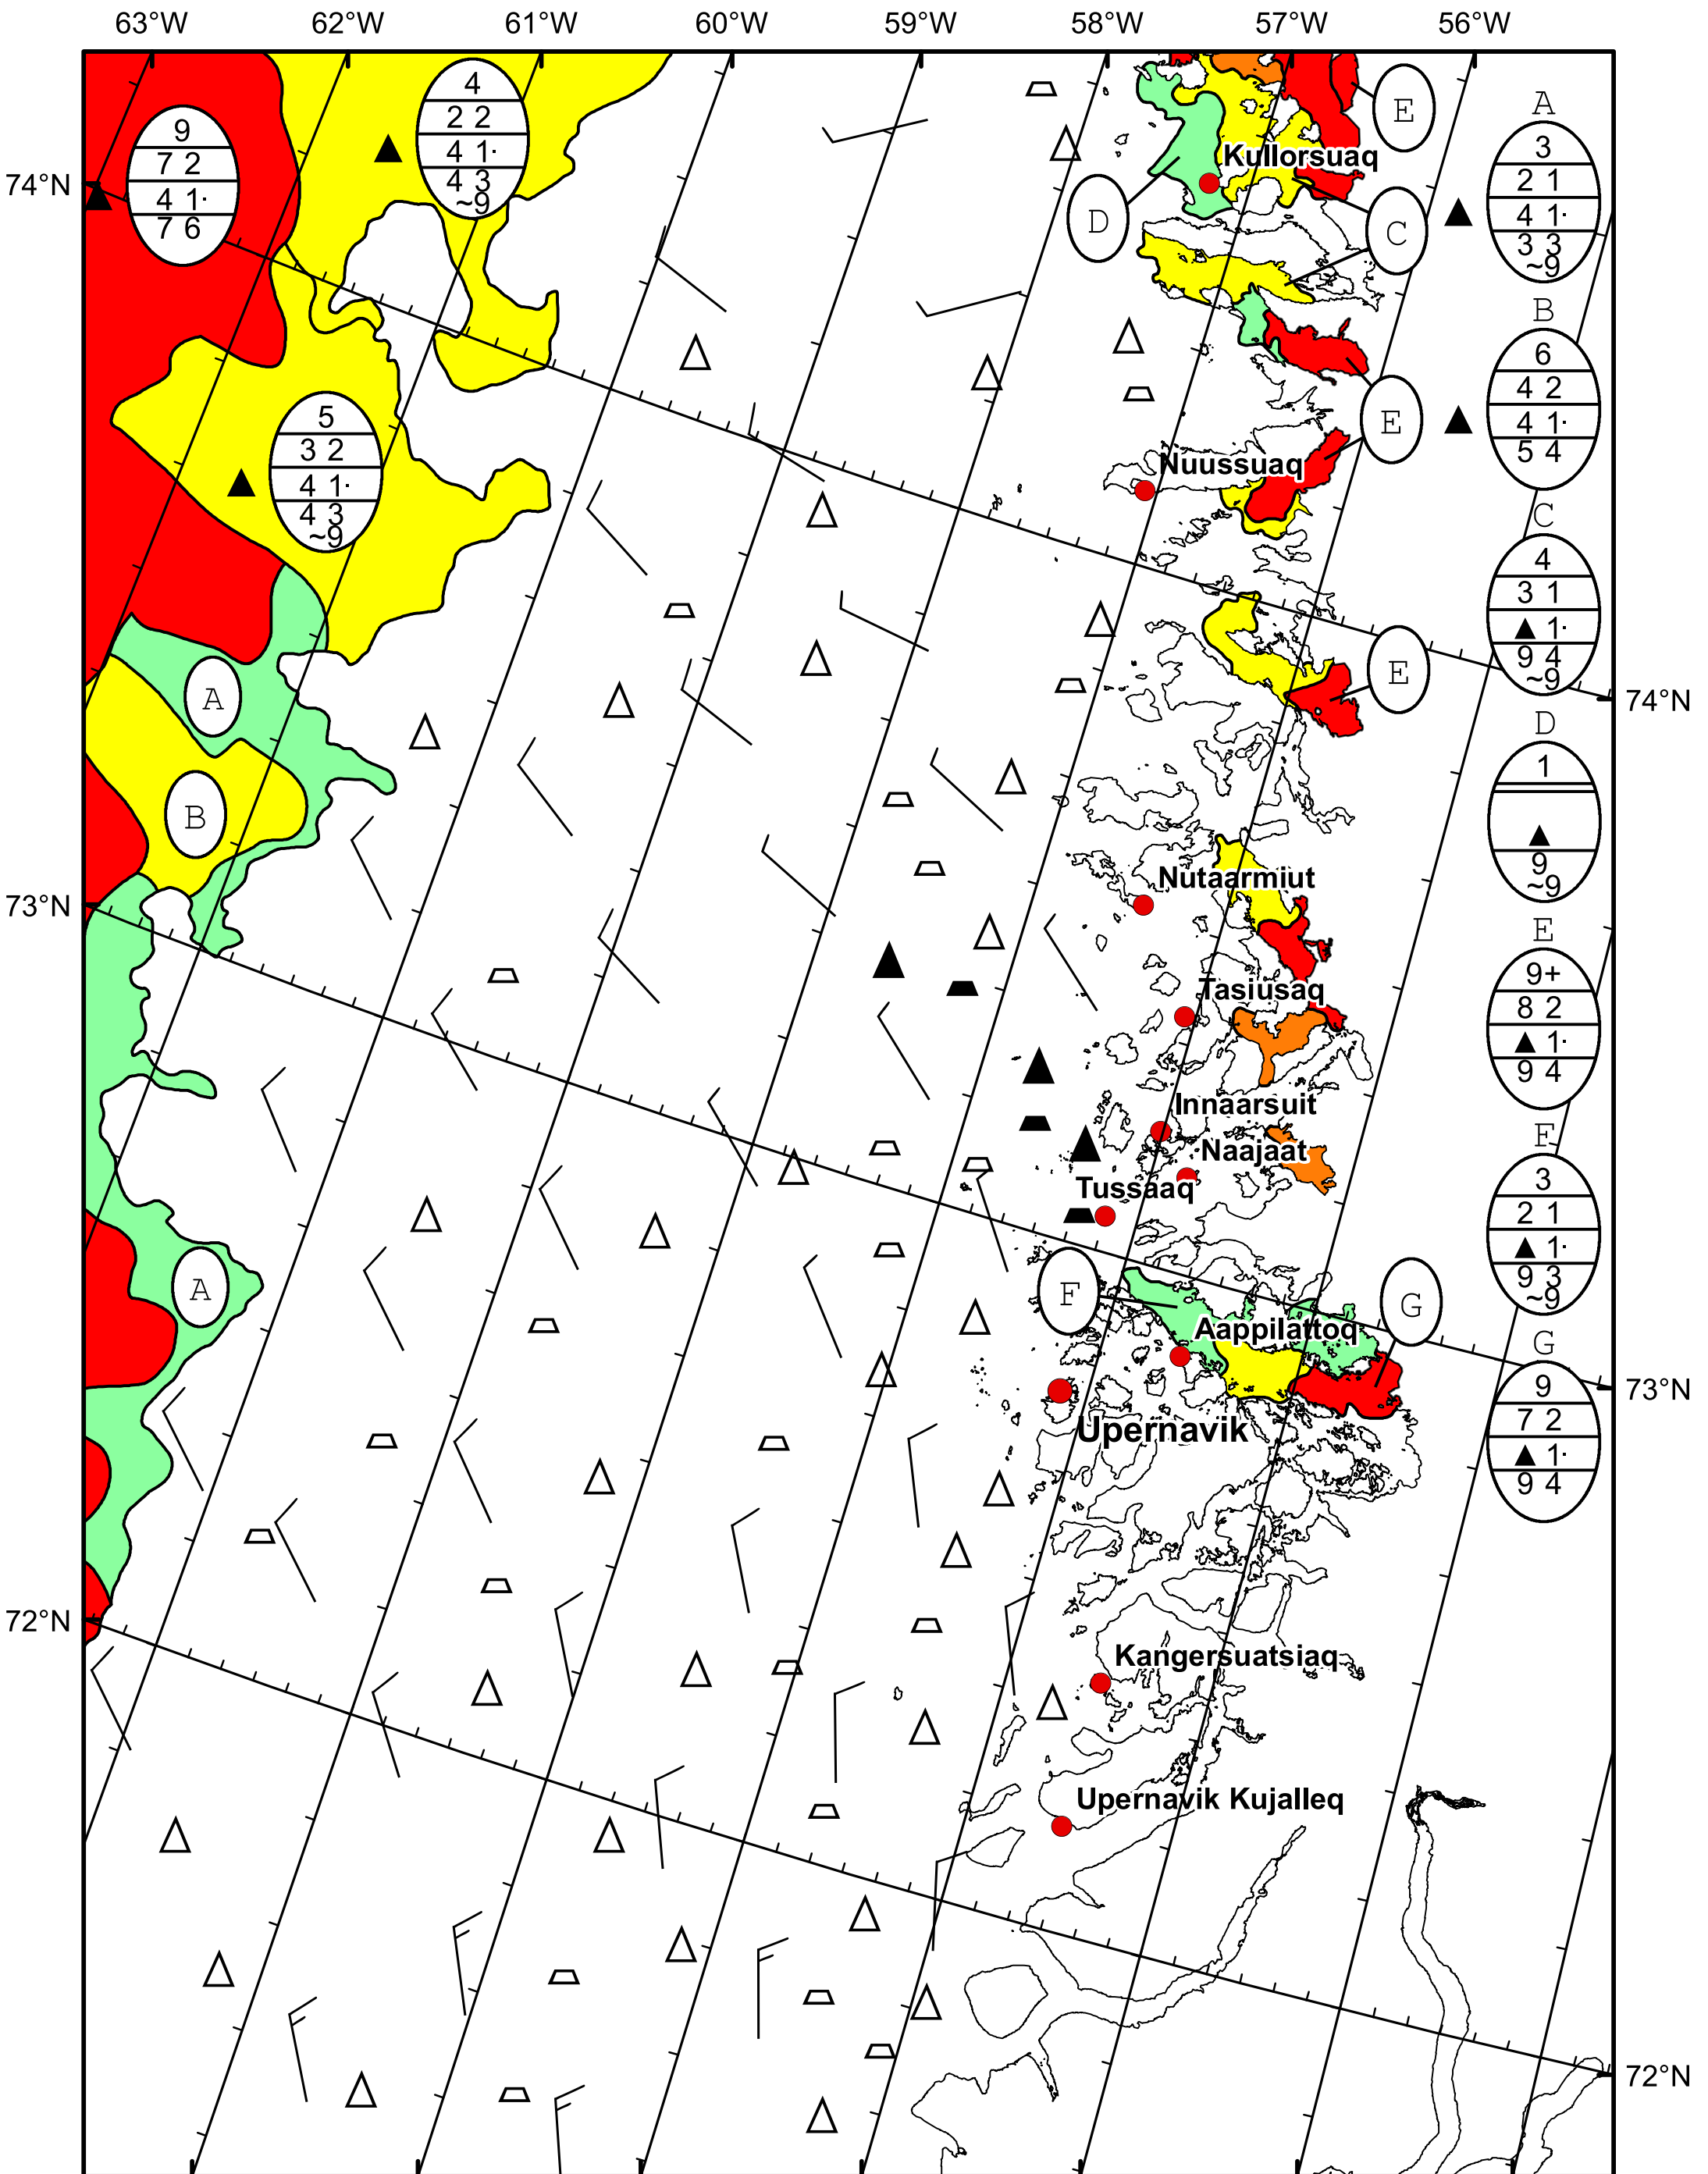 63°W 62°W 61°W 60°W 59°W 58°W 57°W 56°W
4
2 2
4 1·
4 3
~9
9
7 2
4 1·
7 6
E
A
3
2 1
4 1·
3 3
~9
Kullorsuaq
74°N
D
C
B
6
4 2
4 1·
5 4
5
3 2
4 1·
4 3
~9
E
Nuussuaq
C
4
3 1
1·
9 4
~9
E
A
74°N
D
1
9
~9
B
Nutaarmiut
73°N
E
9+
8 2
1·
9 4
Tasiusaq
Innaarsuit
Naajaat
Tussaaq
F
3
2 1
1·
9 3
~9
A
F
G
Aappilattoq
G
9
7 2
1·
9 4
73°N
Upernavik
72°N
Kangersuatsiaq
Upernavik Kujalleq
72°N